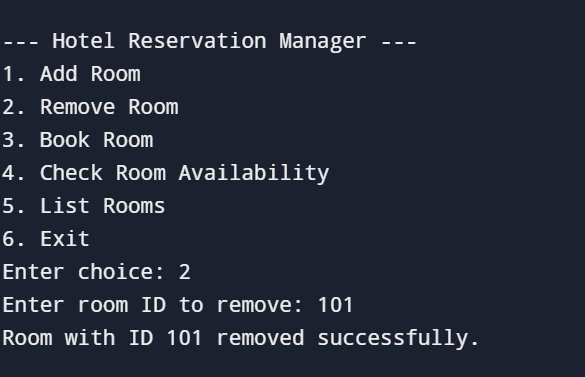 --- Hotel Reservation Manager ---
1. Add Room
2. Remove Room
3. Book Room
4. Check Room Availability
5. List Rooms
6. Exit
Enter choice: 2
Enter room ID to remove: 101
Room with ID 101 removed successfully.